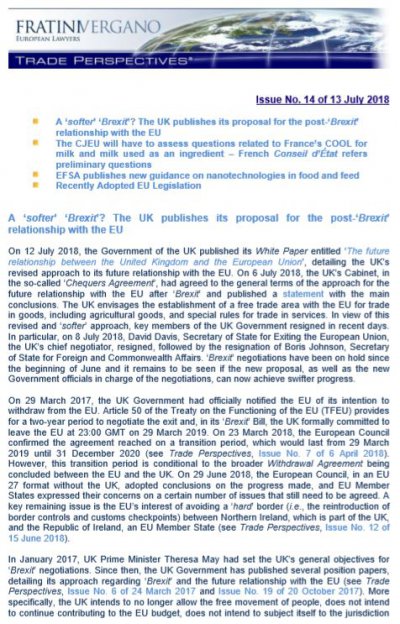 FRATINIVERGANO
EUROPEAN LAWYERS
TRADE PERSPECTIVES®
Issue No. 14 of 13 July 2018
A 'softer' 'Brexit'? The UK publishes its proposal for the post-'Brexit'
relationship with the EU
The CJEU will have to assess questions related to France's COOL for
milk and milk used as an ingredient – French Conseil d'État refers
preliminary questions
EFSA publishes new guidance on nanotechnologies in food and feed
Recently Adopted EU Legislation
A 'softer' 'Brexit'? The UK publishes its proposal for the post-'Brexit'
relationship with the EU
On 12 July 2018, the Government of the UK published its White Paper entitled 'The future
relationship between the United Kingdom and the European Union', detailing the UK's
revised approach to its future relationship with the EU. On 6 July 2018, the UK's Cabinet, in
the so-called 'Chequers Agreement', had agreed to the general terms of the approach for the
future relationship with the EU after 'Brexit' and published a statement with the main
conclusions. The UK envisages the establishment of a free trade area with the EU for trade
in goods, including agricultural goods, and special rules for trade in services. In view of this
revised and 'softer' approach, key members of the UK Government resigned in recent days.
In particular, on 8 July 2018, David Davis, Secretary of State for Exiting the European Union,
the UK's chief negotiator, resigned, followed by the resignation of Boris Johnson, Secretary
of State for Foreign and Commonwealth Affairs. 'Brexit' negotiations have been on hold since
the beginning of June and it remains to be seen if the new proposal, as well as the new
Government officials in charge of the negotiations, can now achieve swifter progress.
On 29 March 2017, the UK Government had officially notified the EU of its intention to
withdraw from the EU. Article 50 of the Treaty on the Functioning of the EU (TFEU) provides
for a two-year period to negotiate the exit and, in its 'Brexit' Bill, the UK formally committed to
leave the EU at 23:00 GMT on 29 March 2019. On 23 March 2018, the European Council
confirmed the agreement reached on a transition period, which would last from 29 March
2019 until 31 December 2020 (see Trade Perspectives, Issue No. 7 of 6 April 2018).
However, this transition period is conditional to the broader Withdrawal Agreement being
concluded between the EU and the UK. On 29 June 2018, the European Council, in an EU
27 format without the UK, adopted conclusions on the progress made, and EU Member
States expressed their concerns on a certain number of issues that still need to be agreed. A
key remaining issue is the EU's interest of avoiding a 'hard' border (i.e., the reintroduction of
border controls and customs checkpoints) between Northern Ireland, which is part of the UK,
and the Republic of Ireland, an EU Member State (see Trade Perspectives, Issue No. 12 of
15 June 2018).
In January 2017, UK Prime Minister Theresa May had set the UK's general objectives for
'Brexit' negotiations. Since then, the UK Government has published several position papers,
detailing its approach regarding 'Brexit' and the future relationship with the EU (see Trade
Perspectives, Issue No. 6 of 24 March 2017 and Issue No. 19 of 20 October 2017). More
specifically, the UK intends to no longer allow the free movement of people, does not intend
to continue contributing to the EU budget, does not intend to subject itself to the jurisdiction